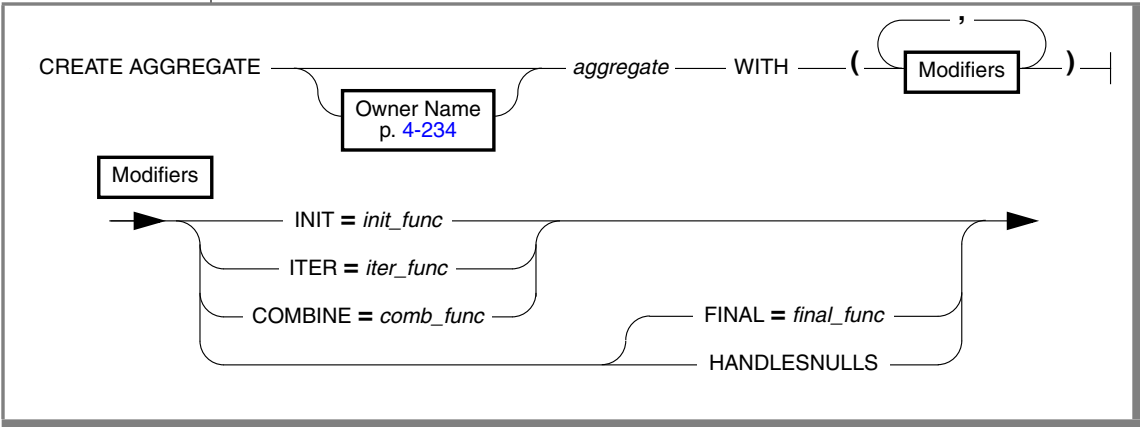 ,
CREATE AGGREGATE aggregate WITH ( Modifiers )
Owner Name
p. 4-234
Modifiers
INIT = init_func
ITER = iter_func
COMBINE = comb_func
FINAL = final_func
HANDLESNULLS